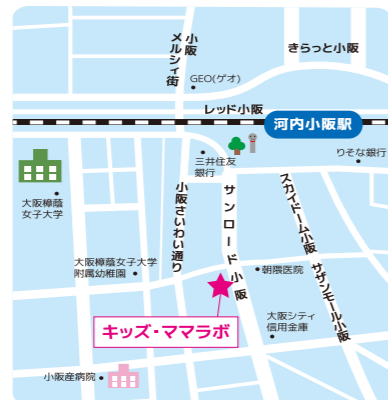 小阪
メルシィ街
きらっと小阪
GEO(ゲオ)
レッド小阪
河内小阪駅
三井住友
銀行
りそな銀行
大阪樟蔭
女子大学
小阪さいわい通り
サンロード小阪
スカイドーム小阪
サザンモール小阪
大阪樟蔭女子大学
附属幼稚園
朝隈医院
キッズ・ママラボ
大阪シティ
信用金庫
小阪産病院